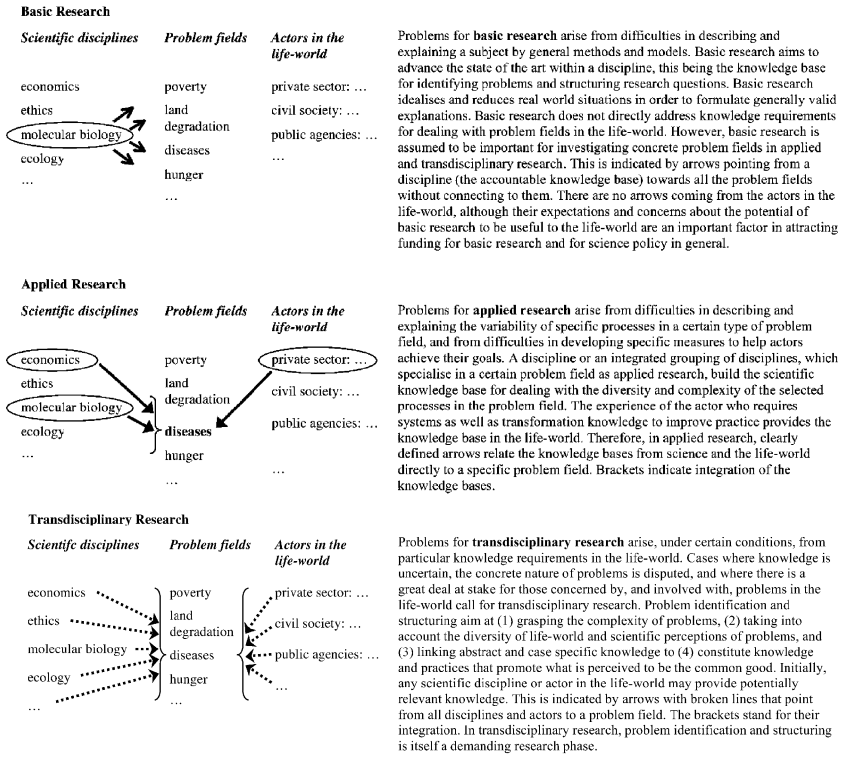 Basic Research
Scientific disciplines Problem fields Actors in the
life-world
economics poverty private sector: …
ethics land civil society: …
degradation
molecular biology public agencies: …
ecology diseases …
… hunger
…
Problems for basic research arise from difficulties in describing and
explaining a subject by general methods and models. Basic research aims to
advance the state of the art within a discipline, this being the knowledge base
for identifying problems and structuring research questions. Basic research
idealises and reduces real world situations in order to formulate generally valid
explanations. Basic research does not directly address knowledge requirements
for dealing with problem fields in the life-world. However, basic research is
assumed to be important for investigating concrete problem fields in applied
and transdisciplinary research. This is indicated by arrows pointing from a
discipline (the accountable knowledge base) towards all the problem fields
without connecting to them. There are no arrows coming from the actors in the
life-world, although their expectations and concerns about the potential of
basic research to be useful to the life-world are an important factor in attracting
funding for basic research and for science policy in general.
Applied Research
Scientific disciplines Problem fields Actors in the
life-world
economics poverty private sector: …
ethics land civil society: …
degradation
molecular biology
ecology diseases public agencies: …
… hunger
… …
Problems for applied research arise from difficulties in describing and
explaining the variability of specific processes in a certain type of problem
field, and from difficulties in developing specific measures to help actors
achieve their goals. A discipline or an integrated grouping of disciplines, which
specialise in a certain problem field as applied research, build the scientific
knowledge base for dealing with the diversity and complexity of the selected
processes in the problem field. The experience of the actor who requires
systems as well as transformation knowledge to improve practice provides the
knowledge base in the life-world. Therefore, in applied research, clearly
defined arrows relate the knowledge bases from science and the life-world
directly to a specific problem field. Brackets indicate integration of the
knowledge bases.
Transdisciplinary Research
Scientifc disciplines Problem fields Actors in the
life-world
economics poverty private sector: …
ethics land civil society: …
degradation
molecular biology diseases public agencies: …
ecology hunger …
… …
Problems for transdisciplinary research arise, under certain conditions, from
particular knowledge requirements in the life-world. Cases where knowledge is
uncertain, the concrete nature of problems is disputed, and where there is a
great deal at stake for those concerned by, and involved with, problems in the
life-world call for transdisciplinary research. Problem identification and
structuring aim at (1) grasping the complexity of problems, (2) taking into
account the diversity of life-world and scientific perceptions of problems, and
(3) linking abstract and case specific knowledge to (4) constitute knowledge
and practices that promote what is perceived to be the common good. Initially,
any scientific discipline or actor in the life-world may provide potentially
relevant knowledge. This is indicated by arrows with broken lines that point
from all disciplines and actors to a problem field. The brackets stand for their
integration. In transdisciplinary research, problem identification and structuring
is itself a demanding research phase.